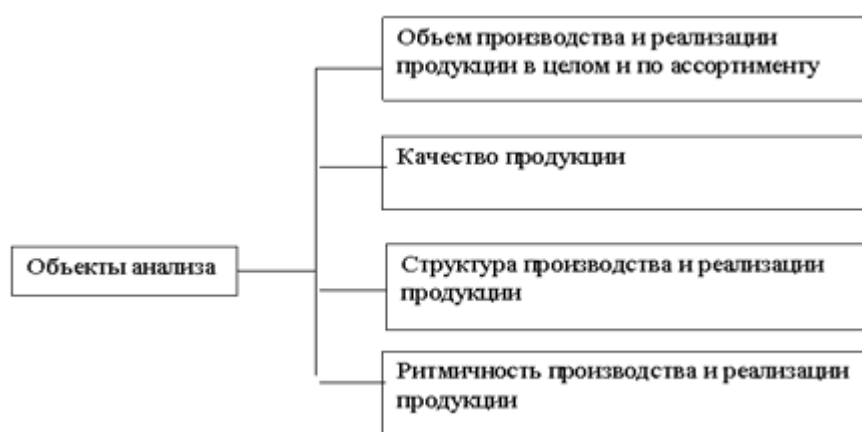 Объем производства и реализации
продукции в целом и по ассортименту
Качество продукции
Объекты анализа
Структура производства и реализации
продукции
Ритмичность производства и реализации
продукции